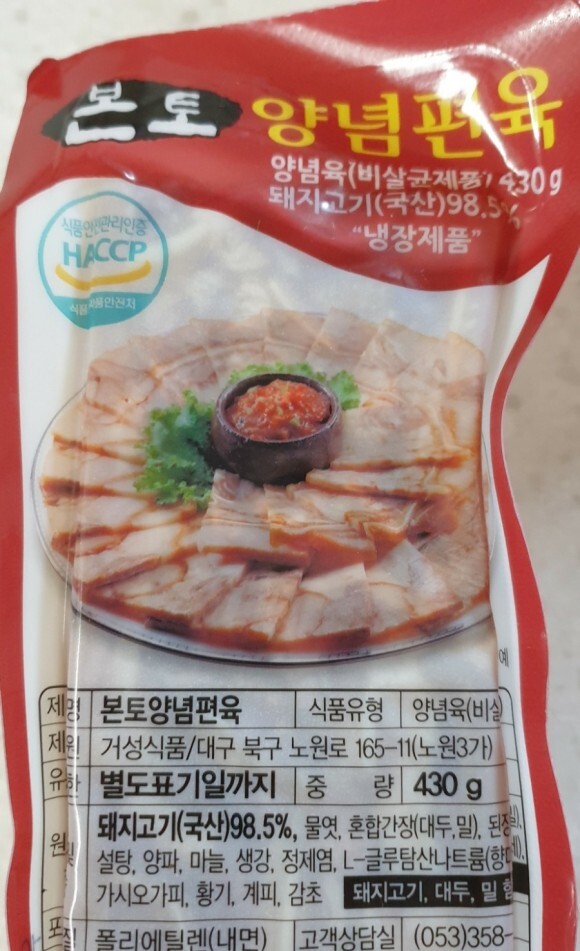 본토 양념편육
양념육(비살균제품) 430g
돼지고기(국산)98.5%
"냉장제품"
식품안전관리인증
HACCP
식품의약품안전처
예
제품명 본토양념편육 식품유형 양념육(비살
제조원 거성식품/대구 북구 노원로 165-11(노원3가)
유통기한 별도표기일까지 중 량 430 g
돼지고기(국산)98.5%, 물엿, 혼합간장(대두,밀), 된장
설탕, 양파, 마늘, 생강, 정제염, L-글루탐산나트륨(향미
가시오가피, 황기, 계피, 감초 돼지고기, 대두, 밀 함
폴리에틸렌(내면) 고객상담실 (053)358-